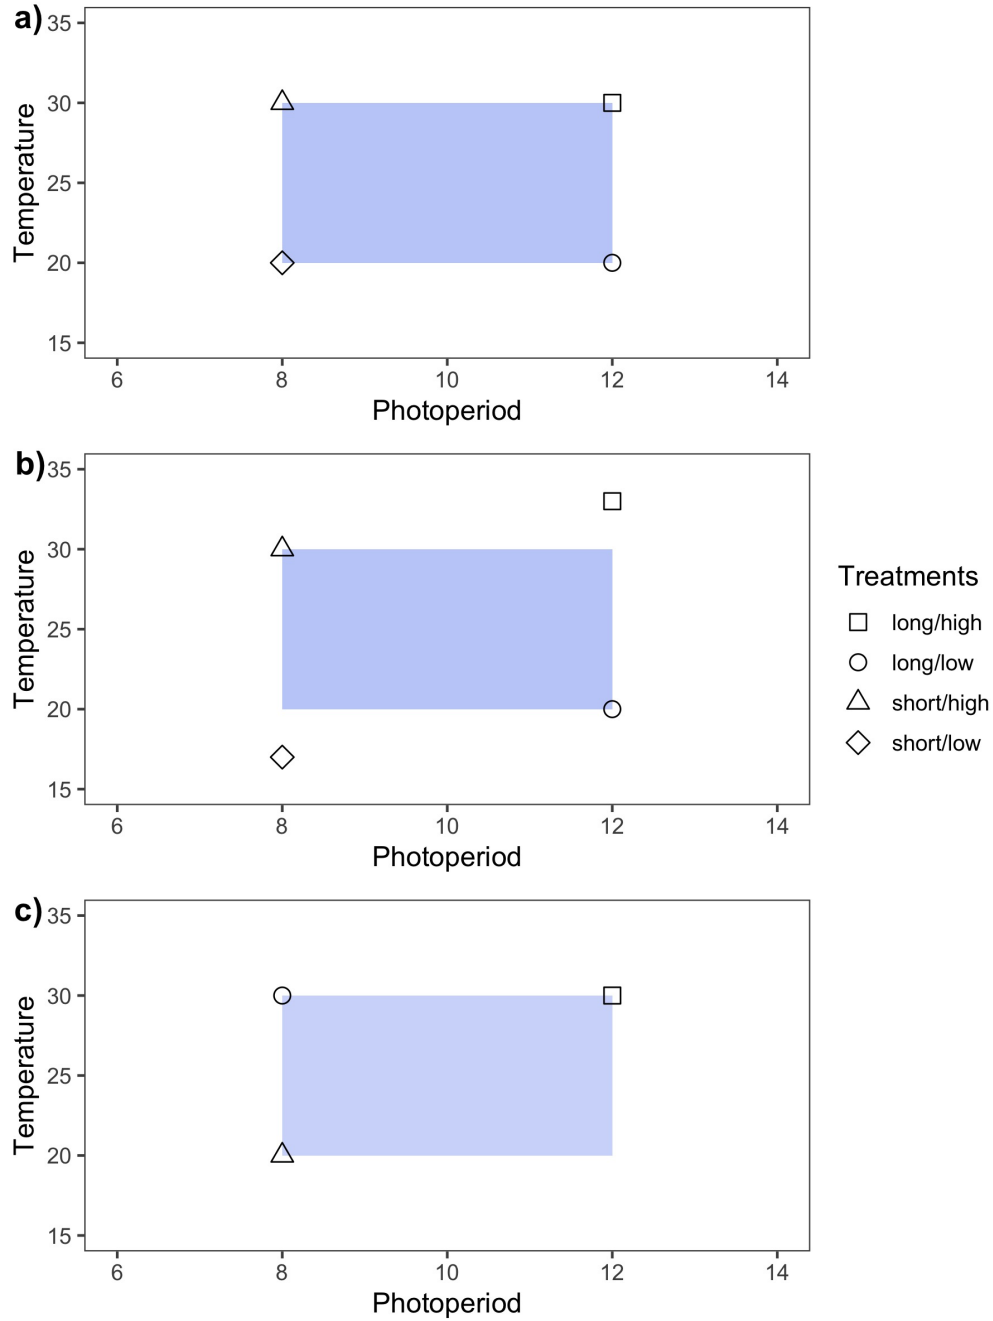 a)
35
30
25
20
15
Temperature
6 8 10 12 14
Photoperiod
b)
35
30
25
20
15
Temperature
6 8 10 12 14
Photoperiod
Treatments
long/high
long/low
short/high
short/low
c)
35
30
25
20
15
Temperature
6 8 10 12 14
Photoperiod